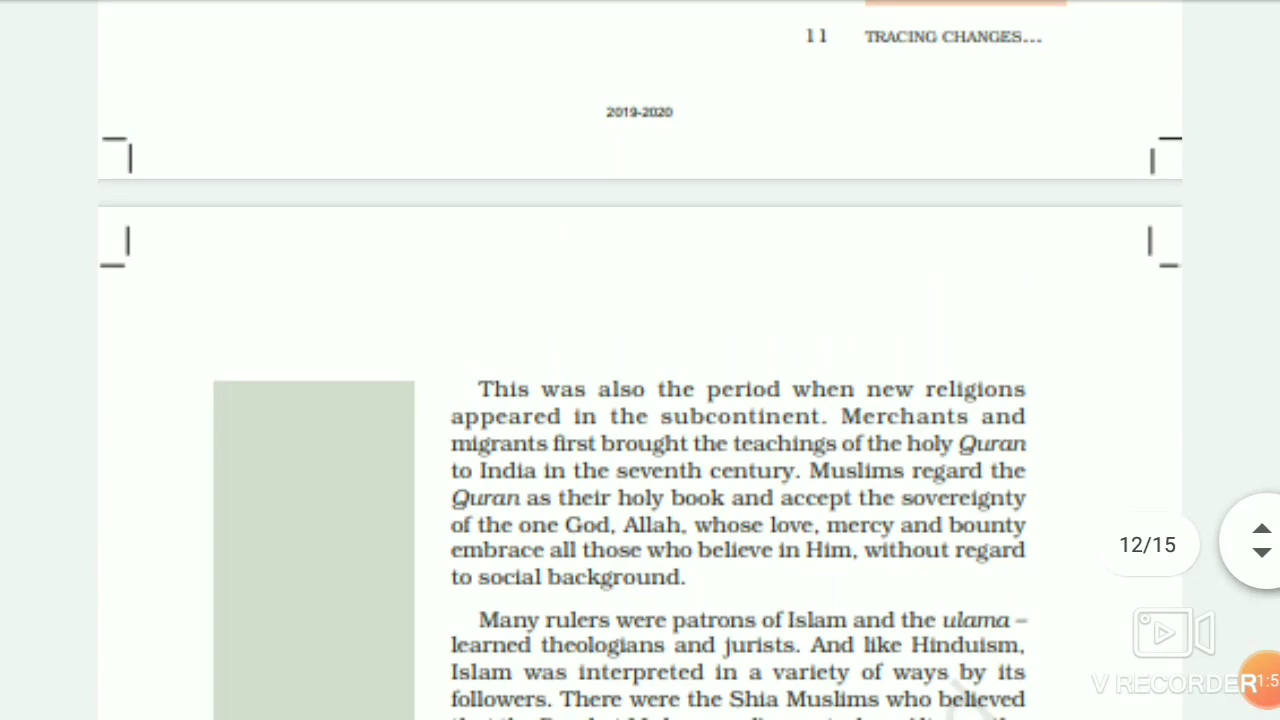 11 TRACING CHANGES...
2019-2020
This was also the period when new religions
appeared in the subcontinent. Merchants and
migrants first brought the teachings of the holy Quran
to India in the seventh century. Muslims regard the
Quran as their holy book and accept the sovereignty
of the one God, Allah, whose love, mercy and bounty
embrace all those who believe in Him, without regard
to social background.
Many rulers were patrons of Islam and the ulama –
learned theologians and jurists. And like Hinduism,
Islam was interpreted in a variety of ways by its
followers. There were the Shia Muslims who believed
12/15
V RECORDER
1:5